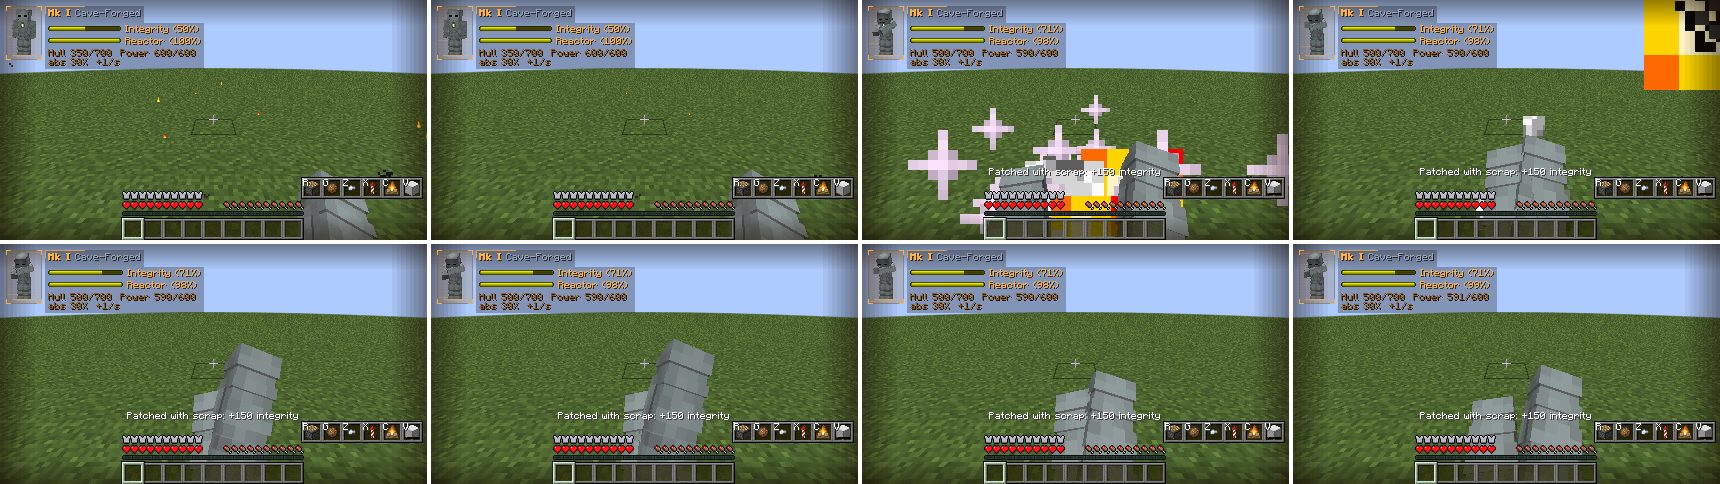 Mk I Cave-Forged
Integrity (50%)
Reactor (100%)
Hull 350/700 Power 600/600
abs 30% +1/s
R G Z X C V
Mk I Cave-Forged
Integrity (50%)
Reactor (100%)
Hull 350/700 Power 600/600
abs 30% +1/s
R G Z X C V
Mk I Cave-Forged
Integrity (71%)
Reactor (98%)
Hull 500/700 Power 590/600
abs 30% +1/s
Patched with scrap: +150 integrity
R G Z X C V
Mk I Cave-Forged
Integrity (71%)
Reactor (98%)
Hull 500/700 Power 590/600
abs 30% +1/s
Patched with scrap: +150 integrity
R G Z X C V
Mk I Cave-Forged
Integrity (71%)
Reactor (98%)
Hull 500/700 Power 590/600
abs 30% +1/s
Patched with scrap: +150 integrity
R G Z X C V
Mk I Cave-Forged
Integrity (71%)
Reactor (98%)
Hull 500/700 Power 590/600
abs 30% +1/s
Patched with scrap: +150 integrity
R G Z X C V
Mk I Cave-Forged
Integrity (71%)
Reactor (98%)
Hull 500/700 Power 590/600
abs 30% +1/s
Patched with scrap: +150 integrity
R G Z X C V
Mk I Cave-Forged
Integrity (71%)
Reactor (99%)
Hull 500/700 Power 591/600
abs 30% +1/s
Patched with scrap: +150 integrity
R G Z X C V